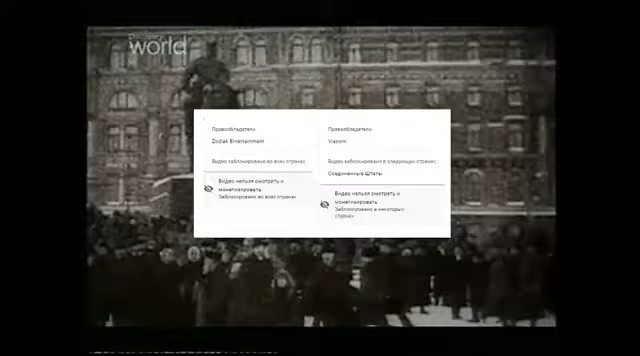 Discovery
world
Правообладатели
Zodiak Entertainment
Видео заблокировано во всех странах
Видео нельзя смотреть и
монетизировать
Заблокировано во всех странах
Правообладатели
Viacom
Видео заблокировано в следующих странах:
Соединенные Штаты
Видео нельзя смотреть и
монетизировать
Заблокировано в некоторых
странах